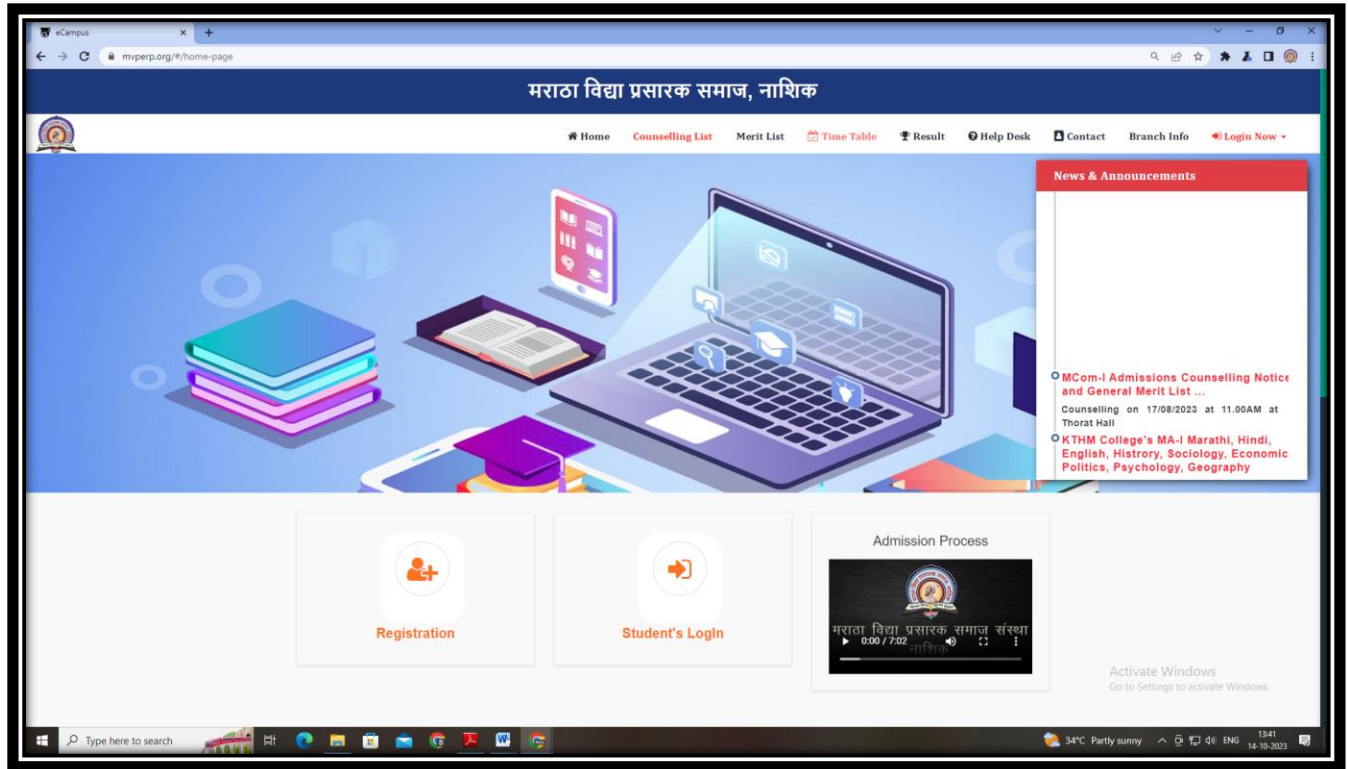 eCampus
mvperp.org/#/home-page
मराठा विद्या प्रसारक समाज, नाशिक
Home Counselling List Merit List Time Table Result Help Desk Contact Branch Info Login Now
News & Announcements
MCom-I Admissions Counselling Notice
and General Merit List ...
Counselling on 17/08/2023 at 11.00AM at
Thorat Hall
KTHM College's MA-I Marathi, Hindi,
English, Histrory, Sociology, Economic
Politics, Psychology, Geography
Registration
Student's LogIn
Admission Process
मराठा विद्या प्रसारक समाज संस्था
नाशिक
0:00 / 7:02
Activate Windows
Go to Settings to activate Windows.
Type here to search
34°C Partly sunny
ENG
13:41
14-10-2023